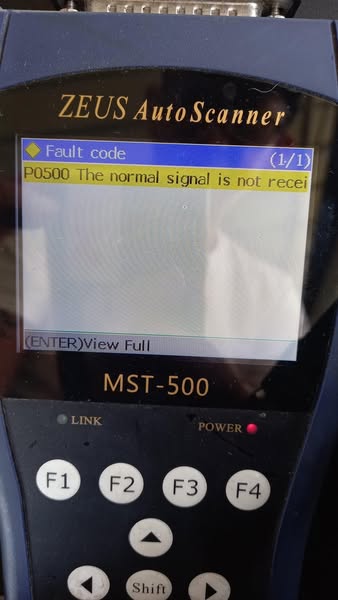 ZEUS AutoScanner
Fault code (1/1)
P0500 The normal signal is not recei
(ENTER)View Full
MST-500
LINK POWER
F1 F2 F3 F4
Shift